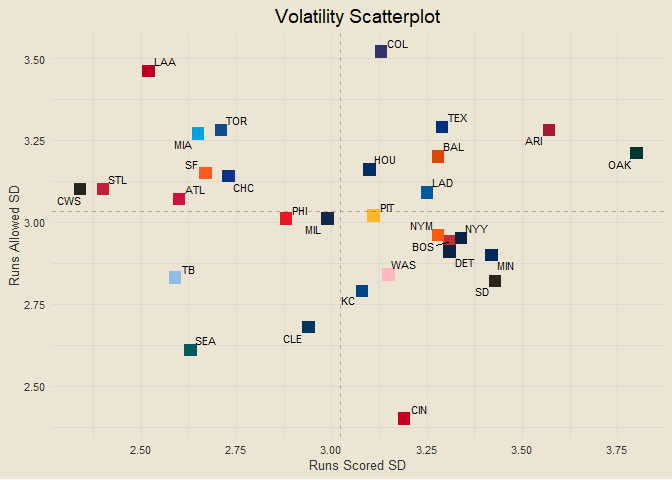 Volatility Scatterplot
COL
LAA
3.50
TEX
TOR
ARI
MIA
3.25
BAL
OAK
HOU
SF
LAD
STL
CHC
ATL
CWS
PHI
PIT
MIL
3.00
NYM
NYY
BOS
DET
MIN
WAS
TB
SD
KC
2.75
CLE
SEA
2.50
CIN
2.50
2.75
3.00
3.25
3.50
3.75
Runs Scored SD
Runs Allowed SD